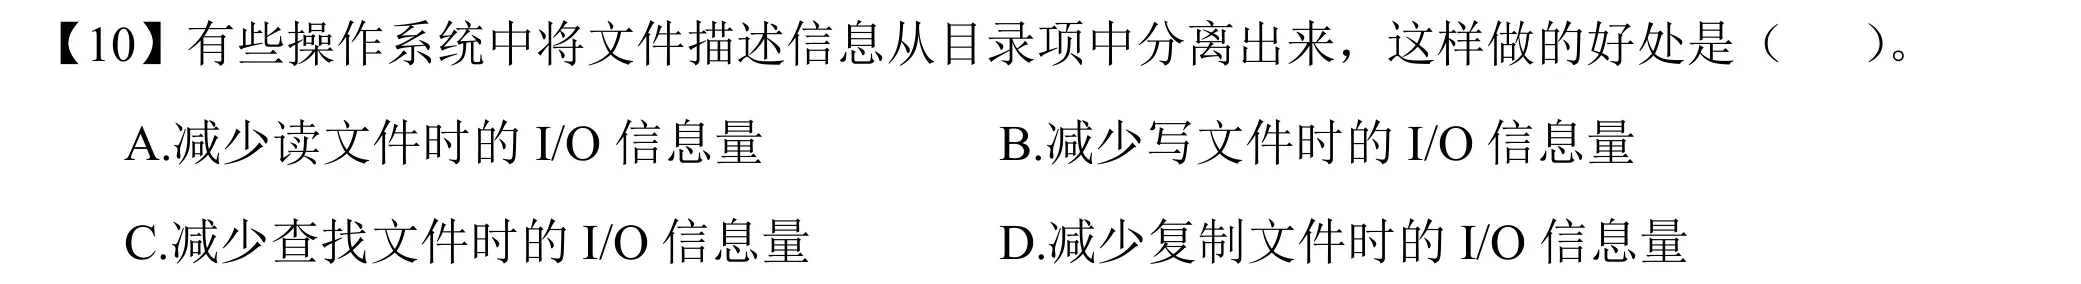 【10】有些操作系统中将文件描述信息从目录项中分离出来，这样做的好处是（　　）。
A.减少读文件时的 I/O 信息量　　B.减少写文件时的 I/O 信息量
C.减少查找文件时的 I/O 信息量　　D.减少复制文件时的 I/O 信息量